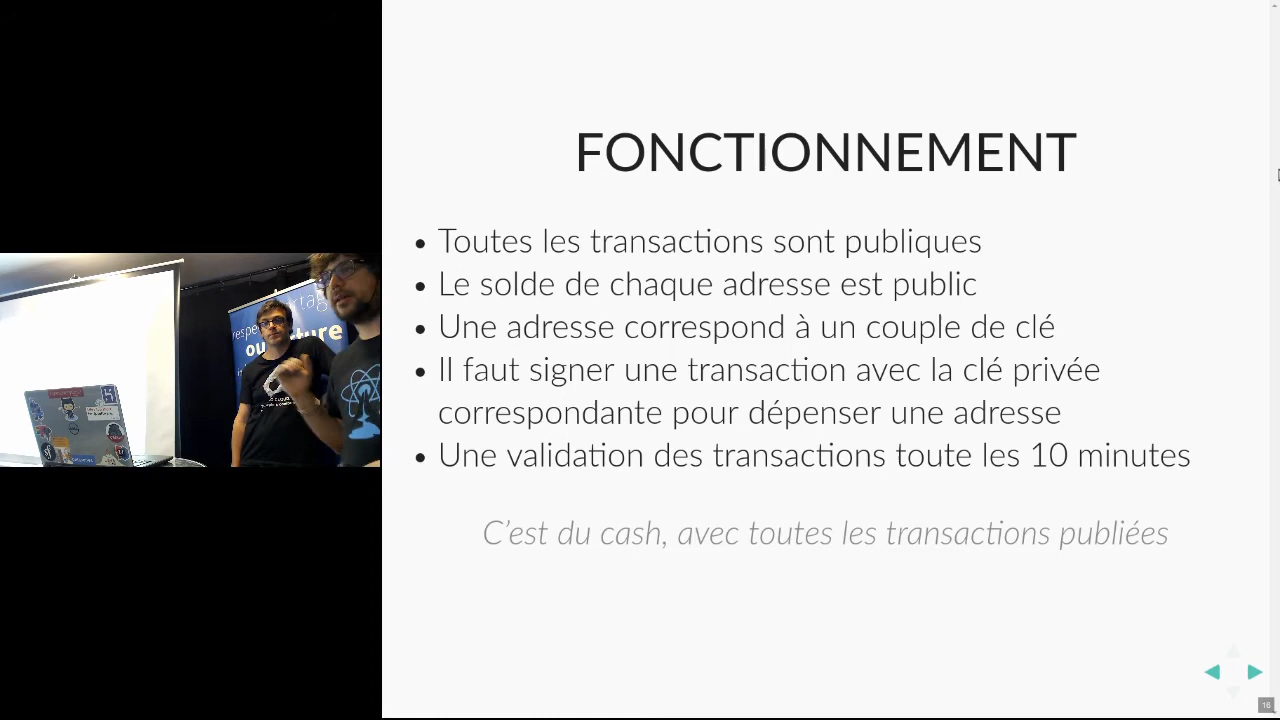 FONCTIONNEMENT
Toutes les transactions sont publiques
Le solde de chaque adresse est public
Une adresse correspond à un couple de clé
Il faut signer une transaction avec la clé privée
correspondante pour dépenser une adresse
Une validation des transactions toute les 10 minutes
C'est du cash, avec toutes les transactions publiées
18